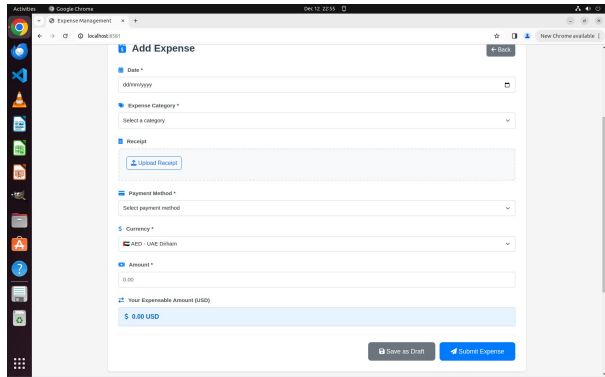 Activities
Google Chrome
Dec 12 22:55
Expense Management
localhost:8501
New Chrome available
Add Expense
← Back
Date *
dd/mm/yyyy
Expense Category *
Select a category
Receipt
Upload Receipt
Payment Method *
Select payment method
Currency *
AED - UAE Dirham
Amount *
0.00
Your Expensable Amount (USD)
$ 0.00 USD
Save as Draft
Submit Expense